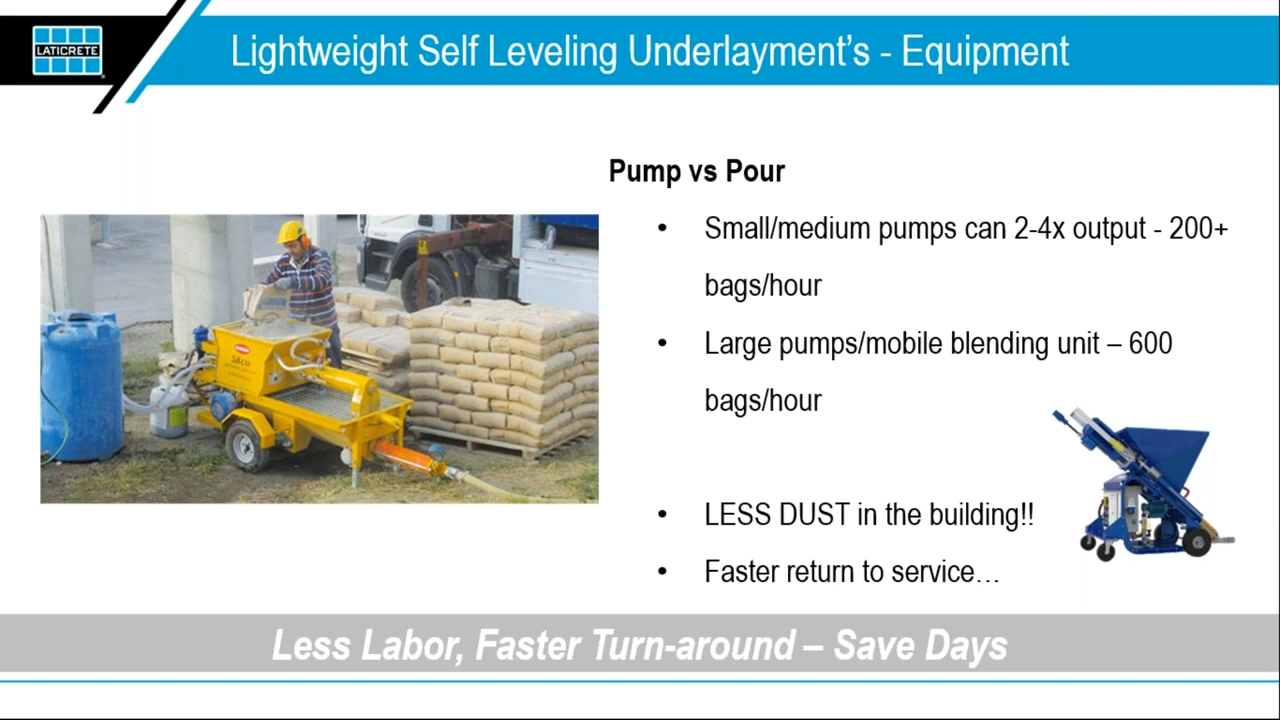 LATICRETE
Lightweight Self Leveling Underlayment’s - Equipment
Pump vs Pour
• Small/medium pumps can 2-4x output - 200+
bags/hour
• Large pumps/mobile blending unit – 600
bags/hour
• LESS DUST in the building!!
• Faster return to service…
Less Labor, Faster Turn-around – Save Days